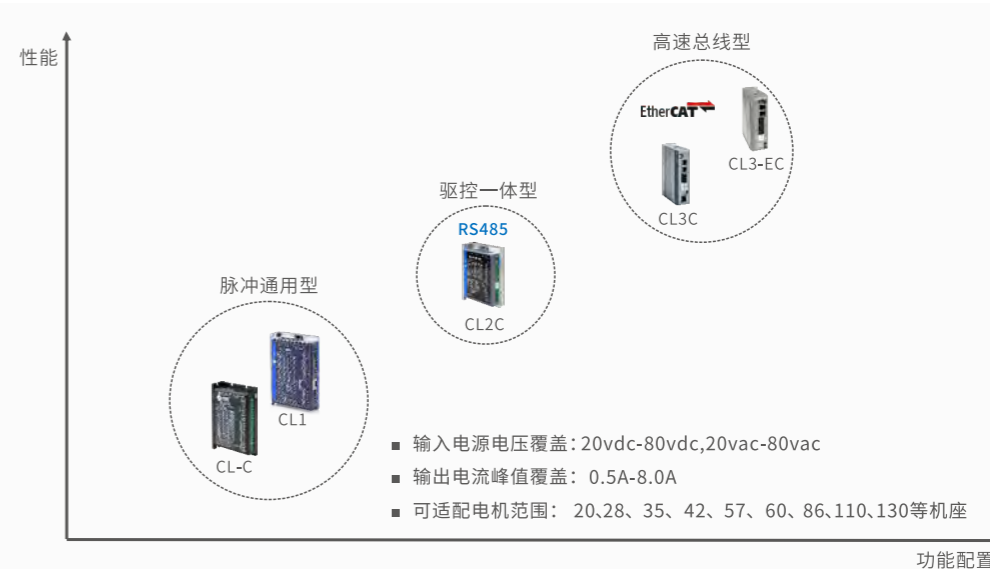 性能
高速总线型
EtherCAT
CL3-EC
CL3C
驱控一体型
RS485
CL2C
脉冲通用型
CL1
CL-C
■ 输入电源电压覆盖：20vdc-80vdc,20vac-80vac
■ 输出电流峰值覆盖： 0.5A-8.0A
■ 可适配电机范围： 20、28、35、42、57、60、86、110、130等机座
功能配置